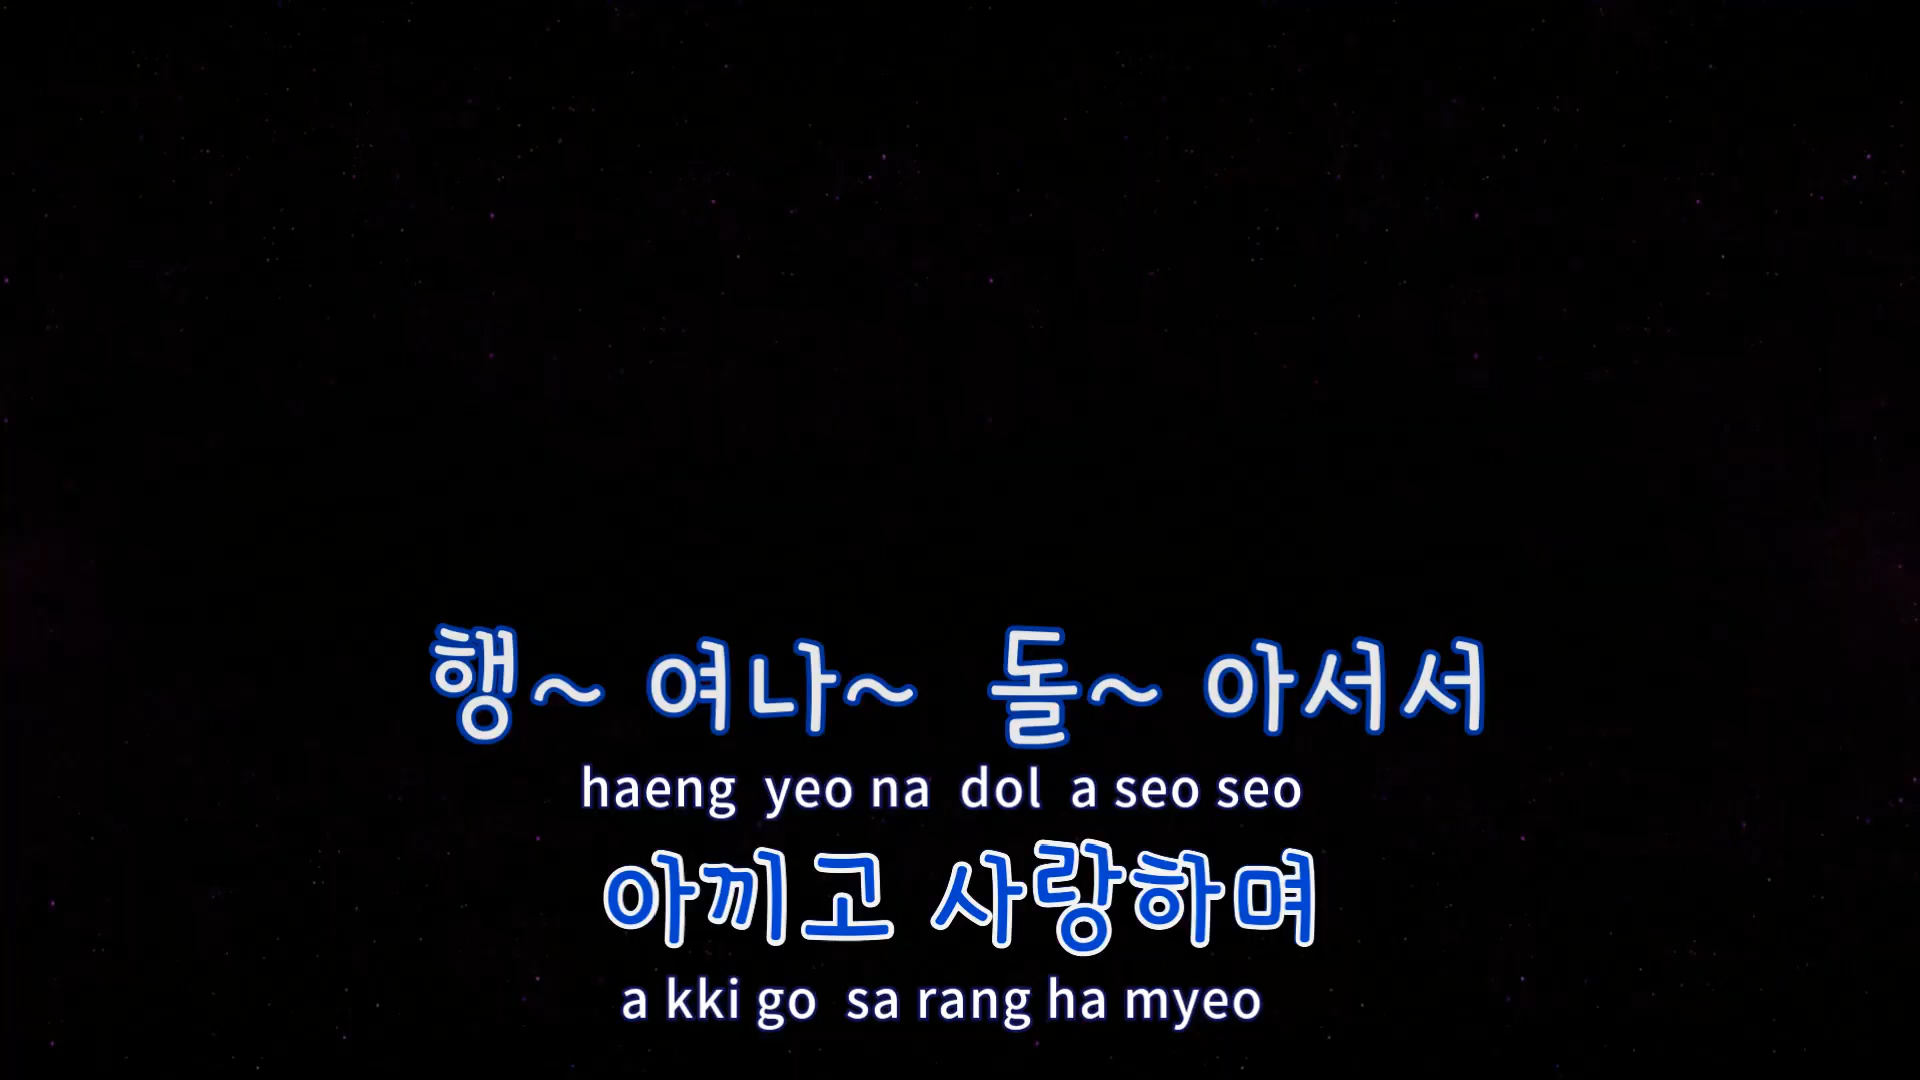 행~ 여나~ 돌~ 아서서
haeng yeo na dol a seo seo
아끼고 사랑하며
a kki go sa rang ha myeo